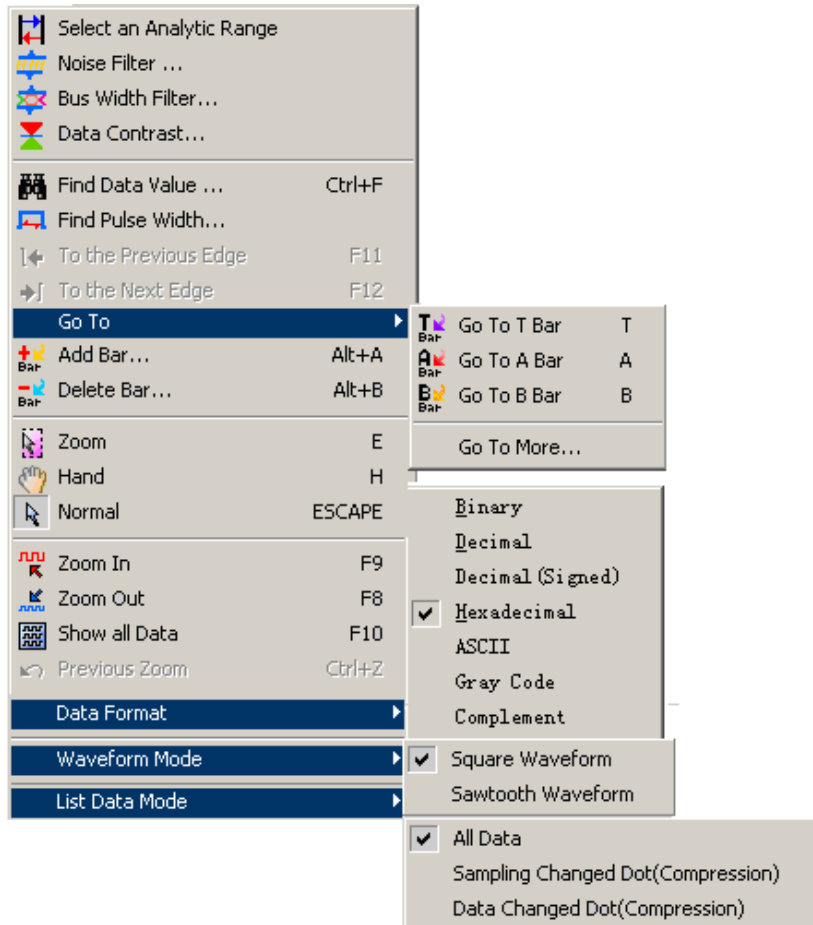 Select an Analytic Range
Noise Filter ...
Bus Width Filter...
Data Contrast...
Find Data Value ... Ctrl+F
Find Pulse Width...
To the Previous Edge F11
To the Next Edge F12
Go To
Bar Add Bar... Alt+A
Bar Delete Bar... Alt+B
Zoom E
Hand H
Normal ESCAPE
Zoom In F9
Zoom Out F8
Show all Data F10
Previous Zoom Ctrl+Z
Data Format
Waveform Mode
List Data Mode
T Bar Go To T Bar T
A Bar Go To A Bar A
B Bar Go To B Bar B
Go To More...
Binary
Decimal
Decimal(Signed)
Hexadecimal
ASCII
Gray Code
Complement
Square Waveform
Sawtooth Waveform
All Data
Sampling Changed Dot(Compression)
Data Changed Dot(Compression)